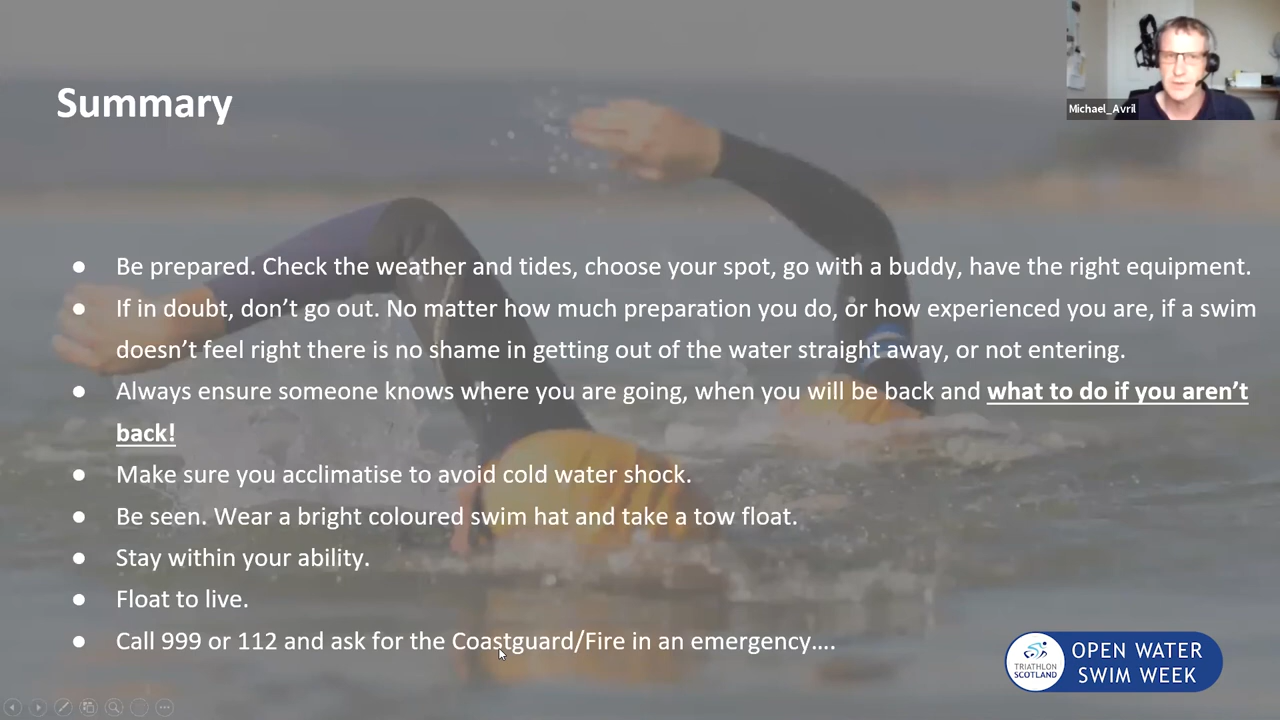 Michael_Avril
Summary
● Be prepared. Check the weather and tides, choose your spot, go with a buddy, have the right equipment.
● If in doubt, don’t go out. No matter how much preparation you do, or how experienced you are, if a swim
doesn’t feel right there is no shame in getting out of the water straight away, or not entering.
● Always ensure someone knows where you are going, when you will be back and what to do if you aren’t
back!
● Make sure you acclimatise to avoid cold water shock.
● Be seen. Wear a bright coloured swim hat and take a tow float.
● Stay within your ability.
● Float to live.
● Call 999 or 112 and ask for the Coastguard/Fire in an emergency....
TRIATHLON
SCOTLAND
OPEN WATER
SWIM WEEK